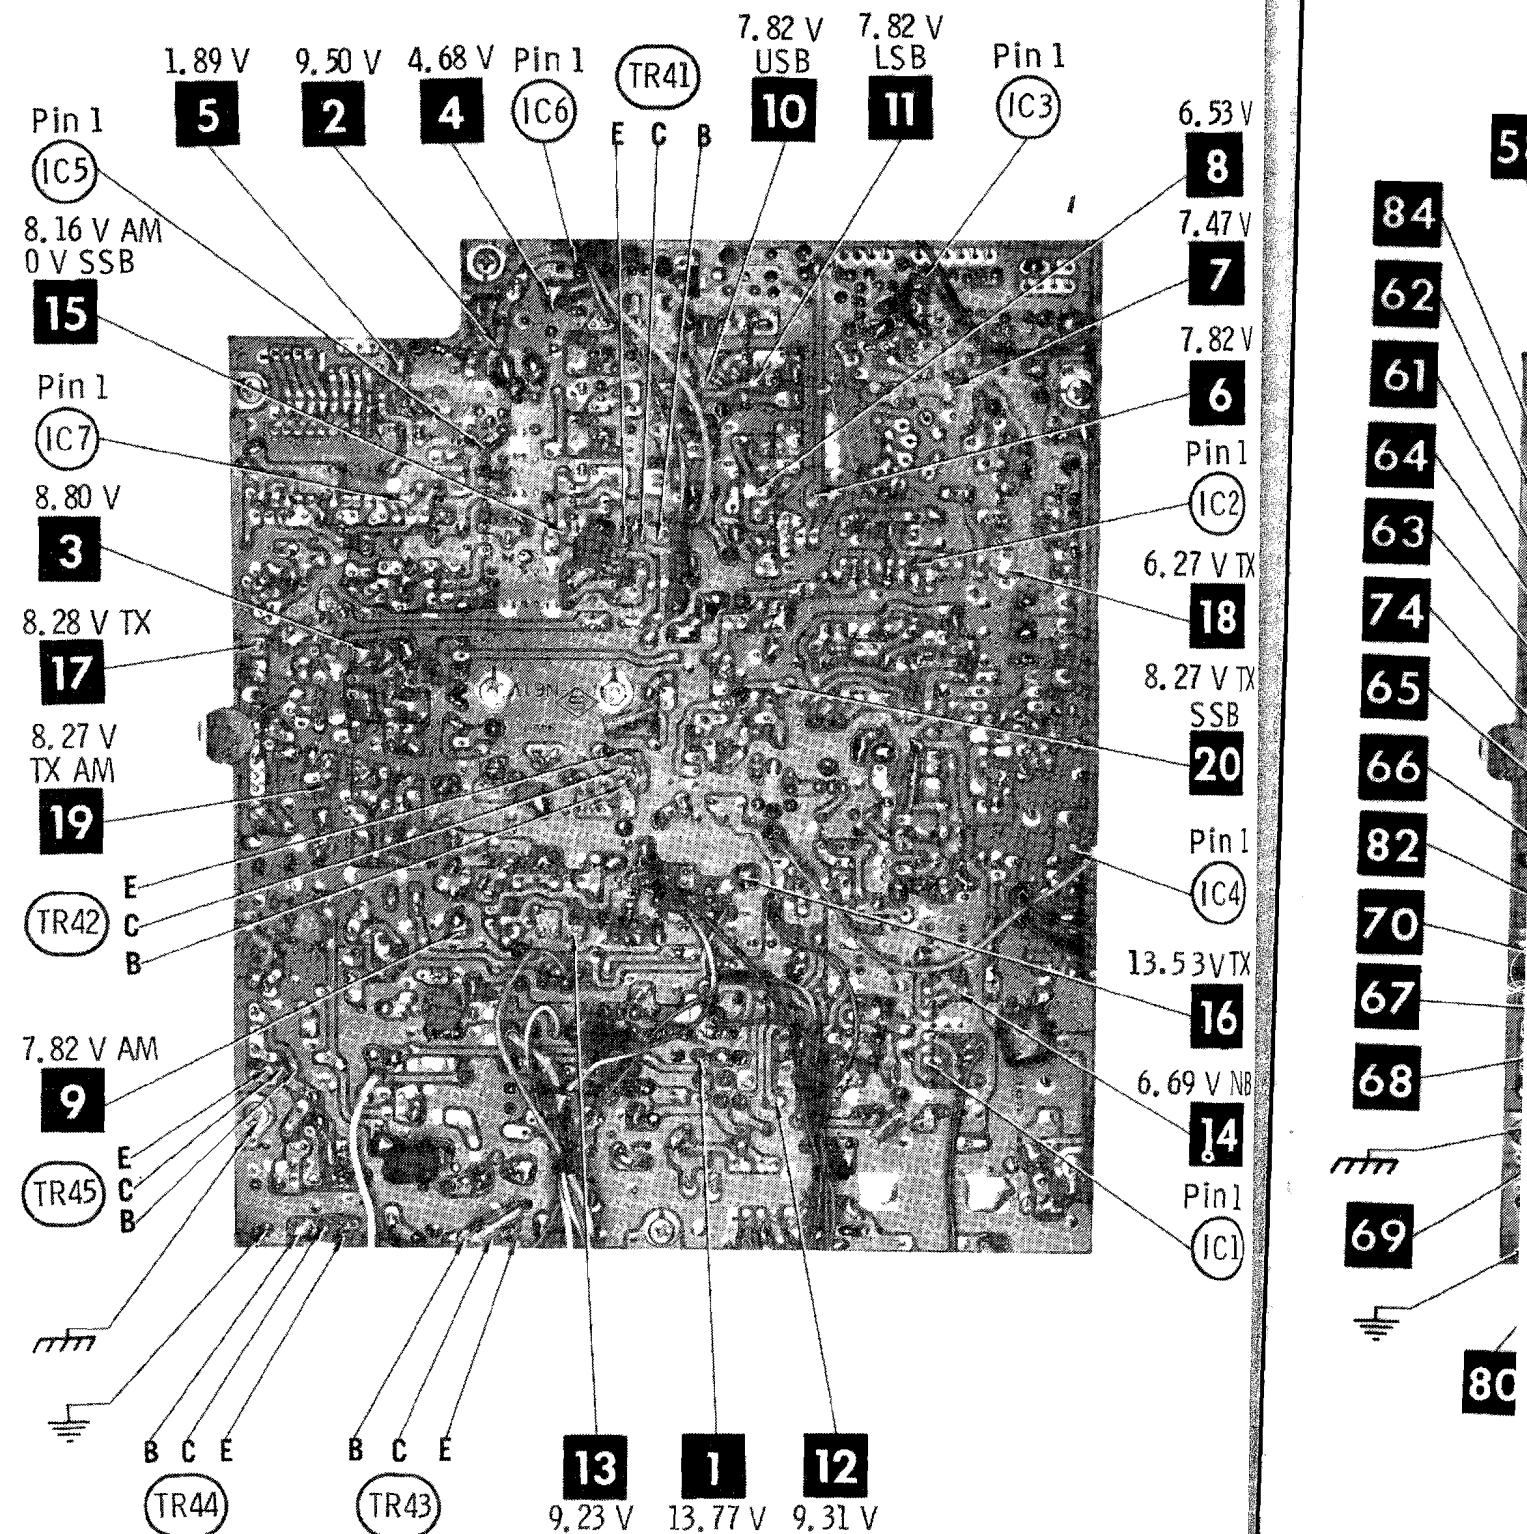 1.89 V
5
9.50 V
2
4.68 V
4
Pin 1
IC6
TR41
E C B
7.82 V
USB
10
7.82 V
LSB
11
Pin 1
IC3
Pin 1
IC5
8.16 V AM
0 V SSB
15
Pin 1
IC7
8.80 V
3
8.28 V TX
17
8.27 V
TX AM
19
E
TR42 C
B
7.82 V AM
9
E
TR45 C
B
6.53 V
8
7.47 V
7
7.82 V
6
Pin 1
IC2
6.27 V TX
18
8.27 V TX
SSB
20
Pin 1
IC4
13.53V TX
16
6.69 V NB
14
Pin 1
IC1
B C E
TR44
B C E
TR43
13
9.23 V
1
13.77 V
12
9.31 V
84
62
61
64
63
74
65
66
82
70
67
68
69
80